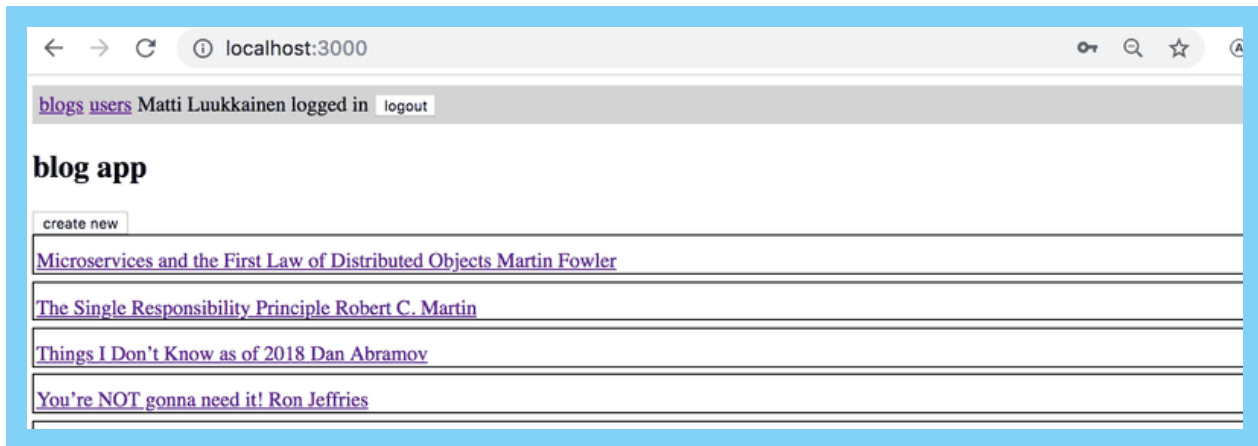 localhost:3000
blogs users Matti Luukkainen logged in logout
blog app
create new
Microservices and the First Law of Distributed Objects Martin Fowler
The Single Responsibility Principle Robert C. Martin
Things I Don’t Know as of 2018 Dan Abramov
You’re NOT gonna need it! Ron Jeffries